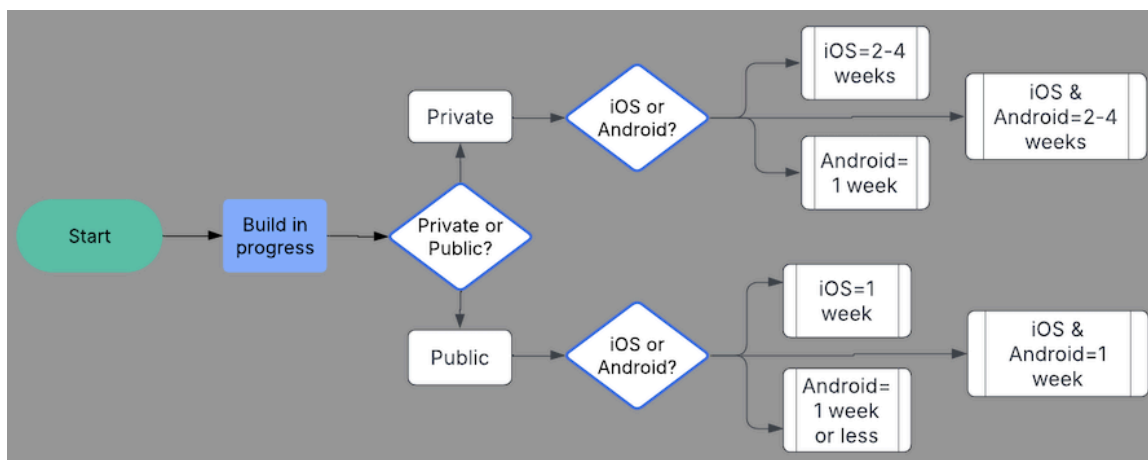 Start
Build in
progress
Private or
Public?
Private
iOS or
Android?
iOS=2-4
weeks
iOS &
Android=2-4
weeks
Android=
1 week
Public
iOS or
Android?
iOS=1
week
iOS &
Android=1
week
Android=
1 week
or less